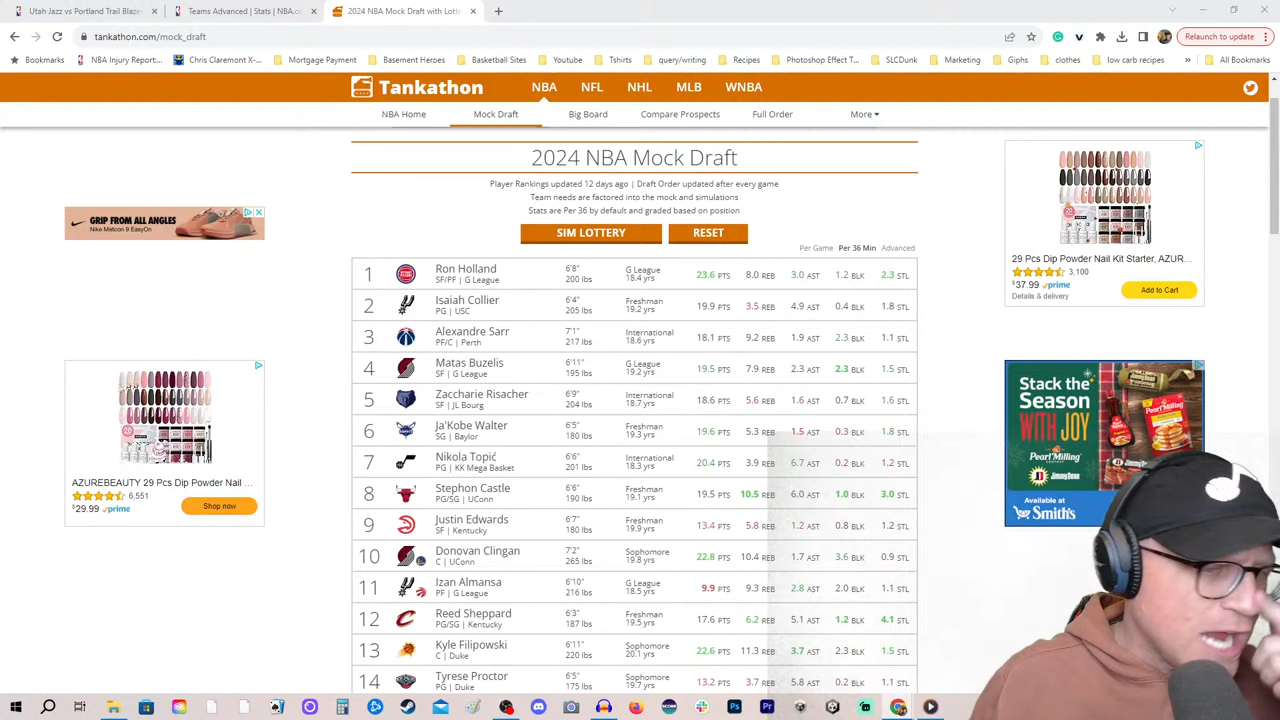 Utah Jazz vs Portland Trail Blaze
Teams Advanced | Stats | NBA.c
2024 NBA Mock Draft with Lotte
tankathon.com/mock_draft
Relaunch to update
Bookmarks
NBA Injury Report:...
Chris Claremont X-...
Mortgage Payment
Basement Heroes
Basketball Sites
Youtube
Tshirts
query/writing
Recipes
Photoshop Effect T...
SLCDunk
Marketing
Giphs
clothes
low carb recipes
»
All Bookmarks
Tankathon
NBA NFL NHL MLB WNBA
NBA Home Mock Draft Big Board Compare Prospects Full Order More
2024 NBA Mock Draft
Player Rankings updated 12 days ago | Draft Order updated after every game
Team needs are factored into the mock and simulations
Stats are Per 36 by default and graded based on position
SIM LOTTERY RESET
Per Game Per 36 Min Advanced
1 Ron Holland 6'8" G League 23.6 PTS 8.0 REB 3.0 AST 1.2 BLK 2.3 STL
SF/PF | G League 200 lbs 18.4 yrs
2 Isaiah Collier 6'4" Freshman 19.9 PTS 3.5 REB 4.9 AST 0.4 BLK 1.8 STL
PG | USC 205 lbs 19.2 yrs
3 Alexandre Sarr 7'1" International 18.1 PTS 9.2 REB 1.9 AST 2.3 BLK 1.1 STL
PF/C | Perth 217 lbs 18.6 yrs
4 Matas Buzelis 6'11" G League 19.5 PTS 7.9 REB 2.3 AST 2.3 BLK 1.5 STL
SF | G League 195 lbs 19.2 yrs
5 Zaccharie Risacher 6'9" International 18.6 PTS 5.6 REB 1.6 AST 0.7 BLK 1.6 STL
SF | JL Bourg 204 lbs 18.7 yrs
6 Ja'Kobe Walter 6'5" Freshman 19.6 PTS 5.3 REB 1.5 AST 0.3 BLK 1.8 STL
SG | Baylor 180 lbs 19.3 yrs
7 Nikola Topić 6'6" International 20.4 PTS 3.9 REB 6.7 AST 0.2 BLK 1.2 STL
PG | KK Mega Basket 201 lbs 18.3 yrs
8 Stephon Castle 6'6" Freshman 19.5 PTS 10.5 REB 6.0 AST 1.0 BLK 3.0 STL
PG/SG | UConn 190 lbs 19.1 yrs
9 Justin Edwards 6'7" Freshman 13.4 PTS 5.8 REB 1.2 AST 0.8 BLK 1.2 STL
SF | Kentucky 180 lbs 19.9 yrs
10 Donovan Clingan 7'2" Sophomore 22.8 PTS 10.4 REB 1.7 AST 3.6 BLK 0.9 STL
C | UConn 265 lbs 19.8 yrs
11 Izan Almansa 6'10" G League 9.9 PTS 9.3 REB 2.8 AST 2.0 BLK 1.1 STL
PF | G League 216 lbs 18.5 yrs
12 Reed Sheppard 6'3" Freshman 17.6 PTS 6.2 REB 5.1 AST 1.2 BLK 4.1 STL
PG/SG | Kentucky 187 lbs 19.5 yrs
13 Kyle Filipowski 6'11" Sophomore 22.6 PTS 11.3 REB 3.7 AST 2.3 BLK 1.5 STL
C | Duke 220 lbs 20.1 yrs
14 Tyrese Proctor 6'5" Sophomore 13.2 PTS 3.7 REB 5.8 AST 0.2 BLK 1.1 STL
PG | Duke 175 lbs 19.7 yrs
GRIP FROM ALL ANGLES
Nike Metcon 9 EasyOn
AZUREBEAUTY 29 Pcs Dip Powder Nail ...
6,551
$29.99 prime
Shop now
29 Pcs Dip Powder Nail Kit Starter, AZUR...
3,100
$37.99 prime
Details & delivery
Add to Cart
Stack the
Season
WITH JOY
Pearl Milling
Jimmy Dean
Available at
Smith's